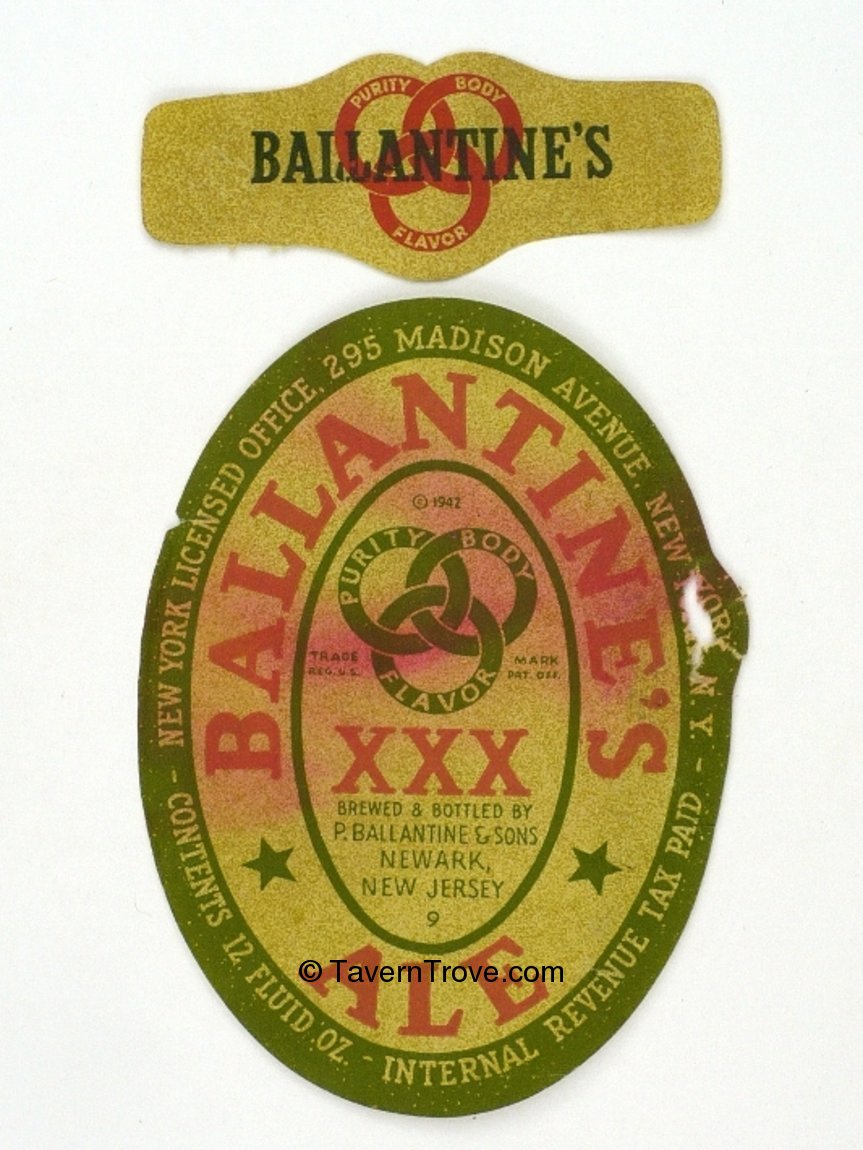 PURITY BODY
BALLANTINE'S
FLAVOR
NEW YORK LICENSED OFFICE, 295 MADISON AVENUE, NEW YORK, N.Y.
BALLANTINE'S
© 1942
PURITY BODY
TRADE MARK
REG. U.S. PAT. OFF.
FLAVOR
XXX
BREWED & BOTTLED BY
P. BALLANTINE & SONS
NEWARK,
NEW JERSEY
9
ALE
© TavernTrove.com
- CONTENTS 12 FLUID OZ. - INTERNAL REVENUE TAX PAID -